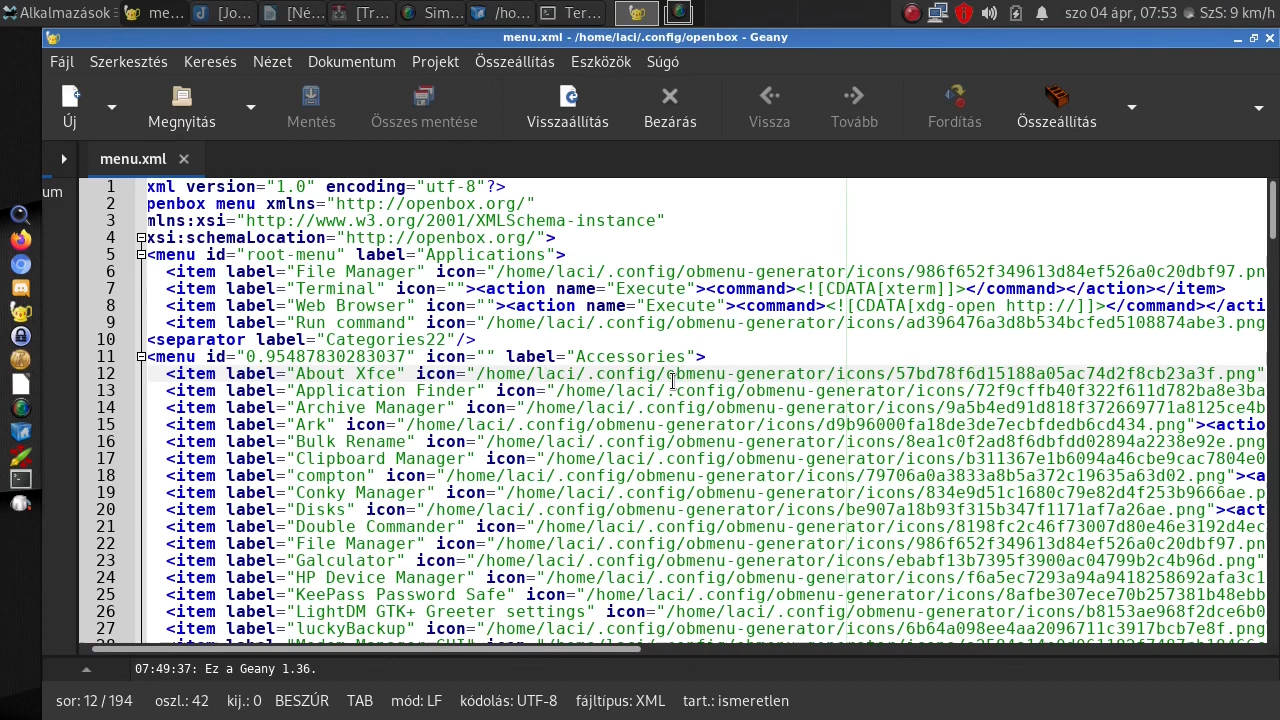 Alkalmazások me... [Jo... [Né... [Tr... Sim... /ho... Ter... szo 04 ápr, 07:53 SzS: 9 km/h
menu.xml - /home/laci/.config/openbox - Geany
Fájl Szerkesztés Keresés Nézet Dokumentum Projekt Összeállítás Eszközök Súgó
Új Megnyitás Mentés Összes mentése Visszaállítás Bezárás Vissza Tovább Fordítás Összeállítás
menu.xml
um
1 xml version="1.0" encoding="utf-8"?>
2 penbox menu xmlns="http://openbox.org/"
3 mlns:xsi="http://www.w3.org/2001/XMLSchema-instance"
4 xsi:schemaLocation="http://openbox.org/">
5 <menu id="root-menu" label="Applications">
6 <item label="File Manager" icon="/home/laci/.config/obmenu-generator/icons/986f652f349613d84ef526a0c20dbf97.pn
7 <item label="Terminal" icon=""><action name="Execute"><command><![CDATA[xterm]]></command></action></item>
8 <item label="Web Browser" icon=""><action name="Execute"><command><![CDATA[xdg-open http://]]></command></acti
9 <item label="Run command" icon="/home/laci/.config/obmenu-generator/icons/ad396476a3d8b534bcfed5108874abe3.png
10 <separator label="Categories22"/>
11 <menu id="0.95487830283037" icon="" label="Accessories">
12 <item label="About Xfce" icon="/home/laci/.config/obmenu-generator/icons/57bd78f6d15188a05ac74d2f8cb23a3f.png"
13 <item label="Application Finder" icon="/home/laci/.config/obmenu-generator/icons/72f9cffb40f322f611d782ba8e3ba
14 <item label="Archive Manager" icon="/home/laci/.config/obmenu-generator/icons/9a5b4ed91d818f372669771a8125ce4b
15 <item label="Ark" icon="/home/laci/.config/obmenu-generator/icons/d9b96000fa18de3de7ecbfdedb6cd434.png"><actio
16 <item label="Bulk Rename" icon="/home/laci/.config/obmenu-generator/icons/8ea1c0f2ad8f6dbfdd02894a2238e92e.png
17 <item label="Clipboard Manager" icon="/home/laci/.config/obmenu-generator/icons/b311367e1b6094a46cbe9cac7804e0
18 <item label="compton" icon="/home/laci/.config/obmenu-generator/icons/79706a0a3833a8b5a372c19635a63d02.png"><a
19 <item label="Conky Manager" icon="/home/laci/.config/obmenu-generator/icons/834e9d51c1680c79e82d4f253b9666ae.p
20 <item label="Disks" icon="/home/laci/.config/obmenu-generator/icons/be907a18b93f315b347f1171af7a26ae.png"><act
21 <item label="Double Commander" icon="/home/laci/.config/obmenu-generator/icons/8198fc2c46f73007d80e46e3192d4ec
22 <item label="File Manager" icon="/home/laci/.config/obmenu-generator/icons/986f652f349613d84ef526a0c20dbf97.pn
23 <item label="Galculator" icon="/home/laci/.config/obmenu-generator/icons/ebabf13b7395f3900ac04799b2c4b96d.png"
24 <item label="HP Device Manager" icon="/home/laci/.config/obmenu-generator/icons/f6a5ec7293a94a9418258692afa3c1
25 <item label="KeePass Password Safe" icon="/home/laci/.config/obmenu-generator/icons/8afbe307ece70b257381b48ebb
26 <item label="LightDM GTK+ Greeter settings" icon="/home/laci/.config/obmenu-generator/icons/b8153ae968f2dce6b0
27 <item label="luckyBackup" icon="/home/laci/.config/obmenu-generator/icons/6b64a098ee4aa2096711c3917bcb7e8f.png
07:49:37: Ez a Geany 1.36.
sor: 12 / 194 oszl.: 42 kij.: 0 BESZÚR TAB mód: LF kódolás: UTF-8 fájltípus: XML tart.: ismeretlen